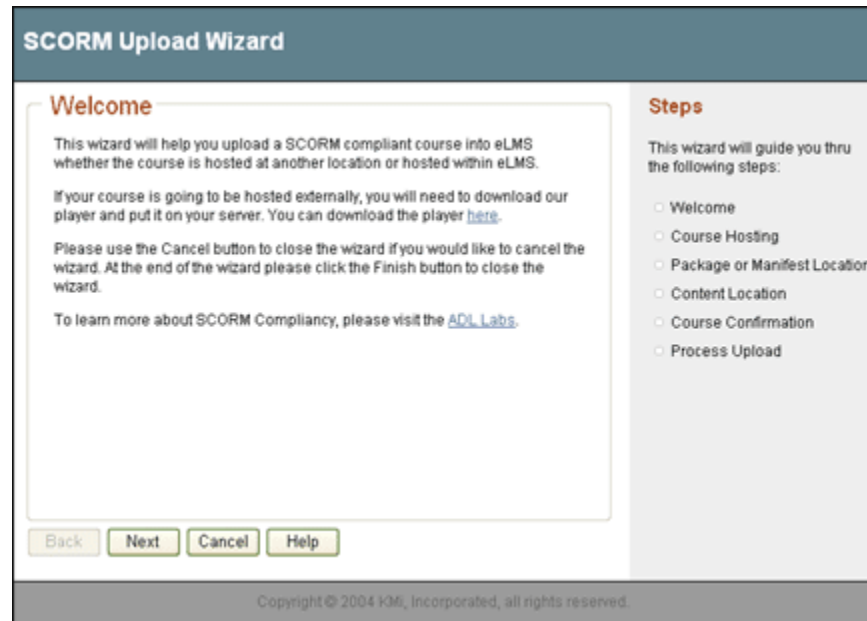 SCORM Upload Wizard
Welcome
This wizard will help you upload a SCORM compliant course into eLMS
whether the course is hosted at another location or hosted within eLMS.
If your course is going to be hosted externally, you will need to download our
player and put it on your server. You can download the player here.
Please use the Cancel button to close the wizard if you would like to cancel the
wizard. At the end of the wizard please click the Finish button to close the
wizard.
To learn more about SCORM Compliancy, please visit the ADL Labs.
Back
Next
Cancel
Help
Steps
This wizard will guide you thru
the following steps:
Welcome
Course Hosting
Package or Manifest Location
Content Location
Course Confirmation
Process Upload
Copyright © 2004 KMi, Incorporated, all rights reserved.